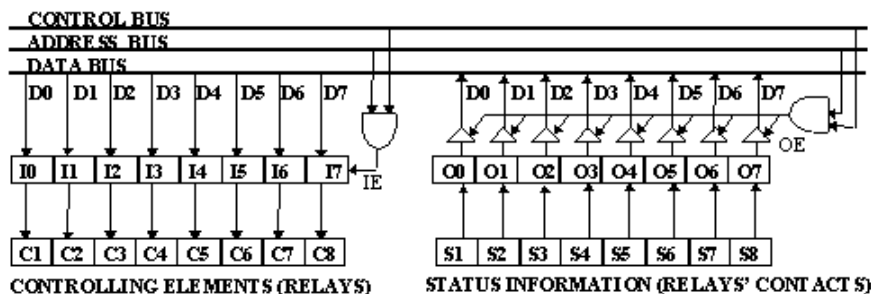 CONTROL BUS
ADDRESS BUS
DATA BUS
D0 D1 D2 D3 D4 D5 D6 D7 D0 D1 D2 D3 D4 D5 D6 D7
OE
I0 I1 I2 I3 I4 I5 I6 I7 O0 O1 O2 O3 O4 O5 O6 O7
IE
C1 C2 C3 C4 C5 C6 C7 C8 S1 S2 S3 S4 S5 S6 S7 S8
CONTROLLING ELEMENTS (RELAYS) STATUS INFORMATION (RELAYS' CONTACTS)